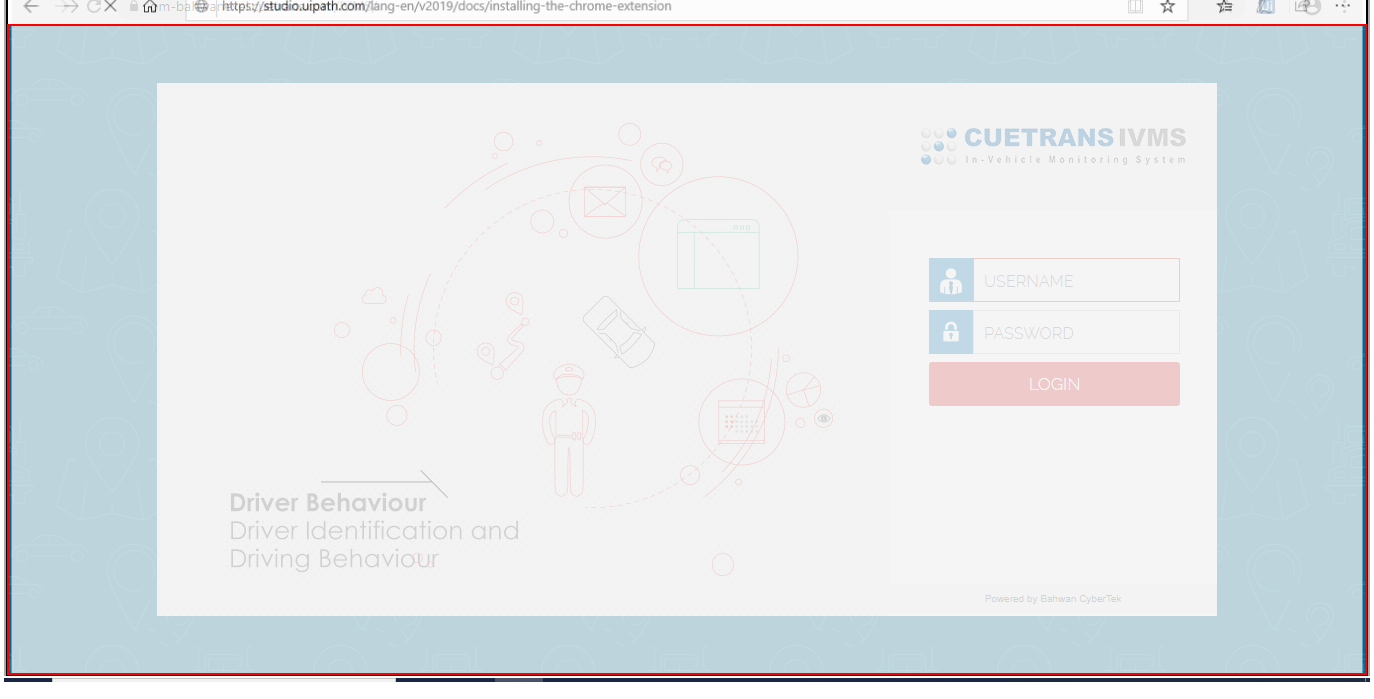 https://studio.uipath.com/lang-en/v2019/docs/installing-the-chrome-extension
CUETRANS IVMS
In-Vehicle Monitoring System
USERNAME
PASSWORD
LOGIN
Driver Behaviour
Driver Identification and
Driving Behaviour
Powered by Bahwan CyberTek